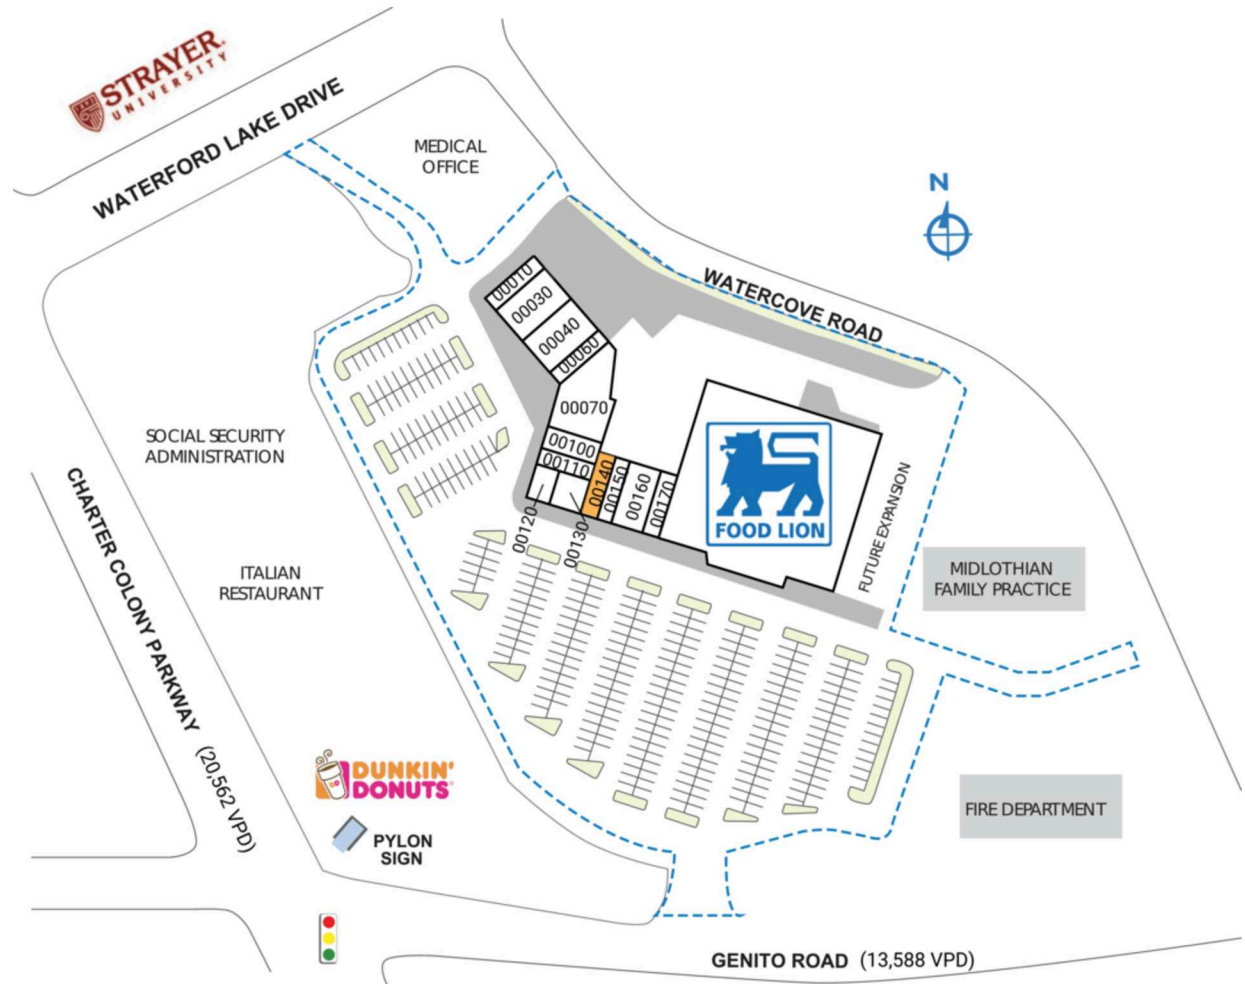 STRAYER
UNIVERSITY
WATERFORD LAKE DRIVE
MEDICAL
OFFICE
N
WATERCOVE ROAD
00010
00030
00040
00060
00070
00100
00110
00120
00130
00140
00150
00160
00170
FOOD LION
FUTURE EXPANSION
SOCIAL SECURITY
ADMINISTRATION
ITALIAN
RESTAURANT
CHARTER COLONY PARKWAY (20,562 VPD)
MIDLOTHIAN
FAMILY PRACTICE
FIRE DEPARTMENT
DUNKIN'
DONUTS
PYLON
SIGN
GENITO ROAD (13,588 VPD)